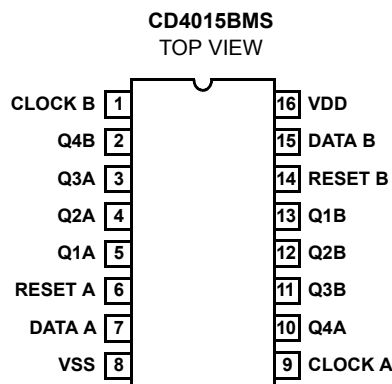 CD4015BMS
TOP VIEW
CLOCK B 1 16 VDD
Q4B 2 15 DATA B
Q3A 3 14 RESET B
Q2A 4 13 Q1B
Q1A 5 12 Q2B
RESET A 6 11 Q3B
DATA A 7 10 Q4A
VSS 8 9 CLOCK A